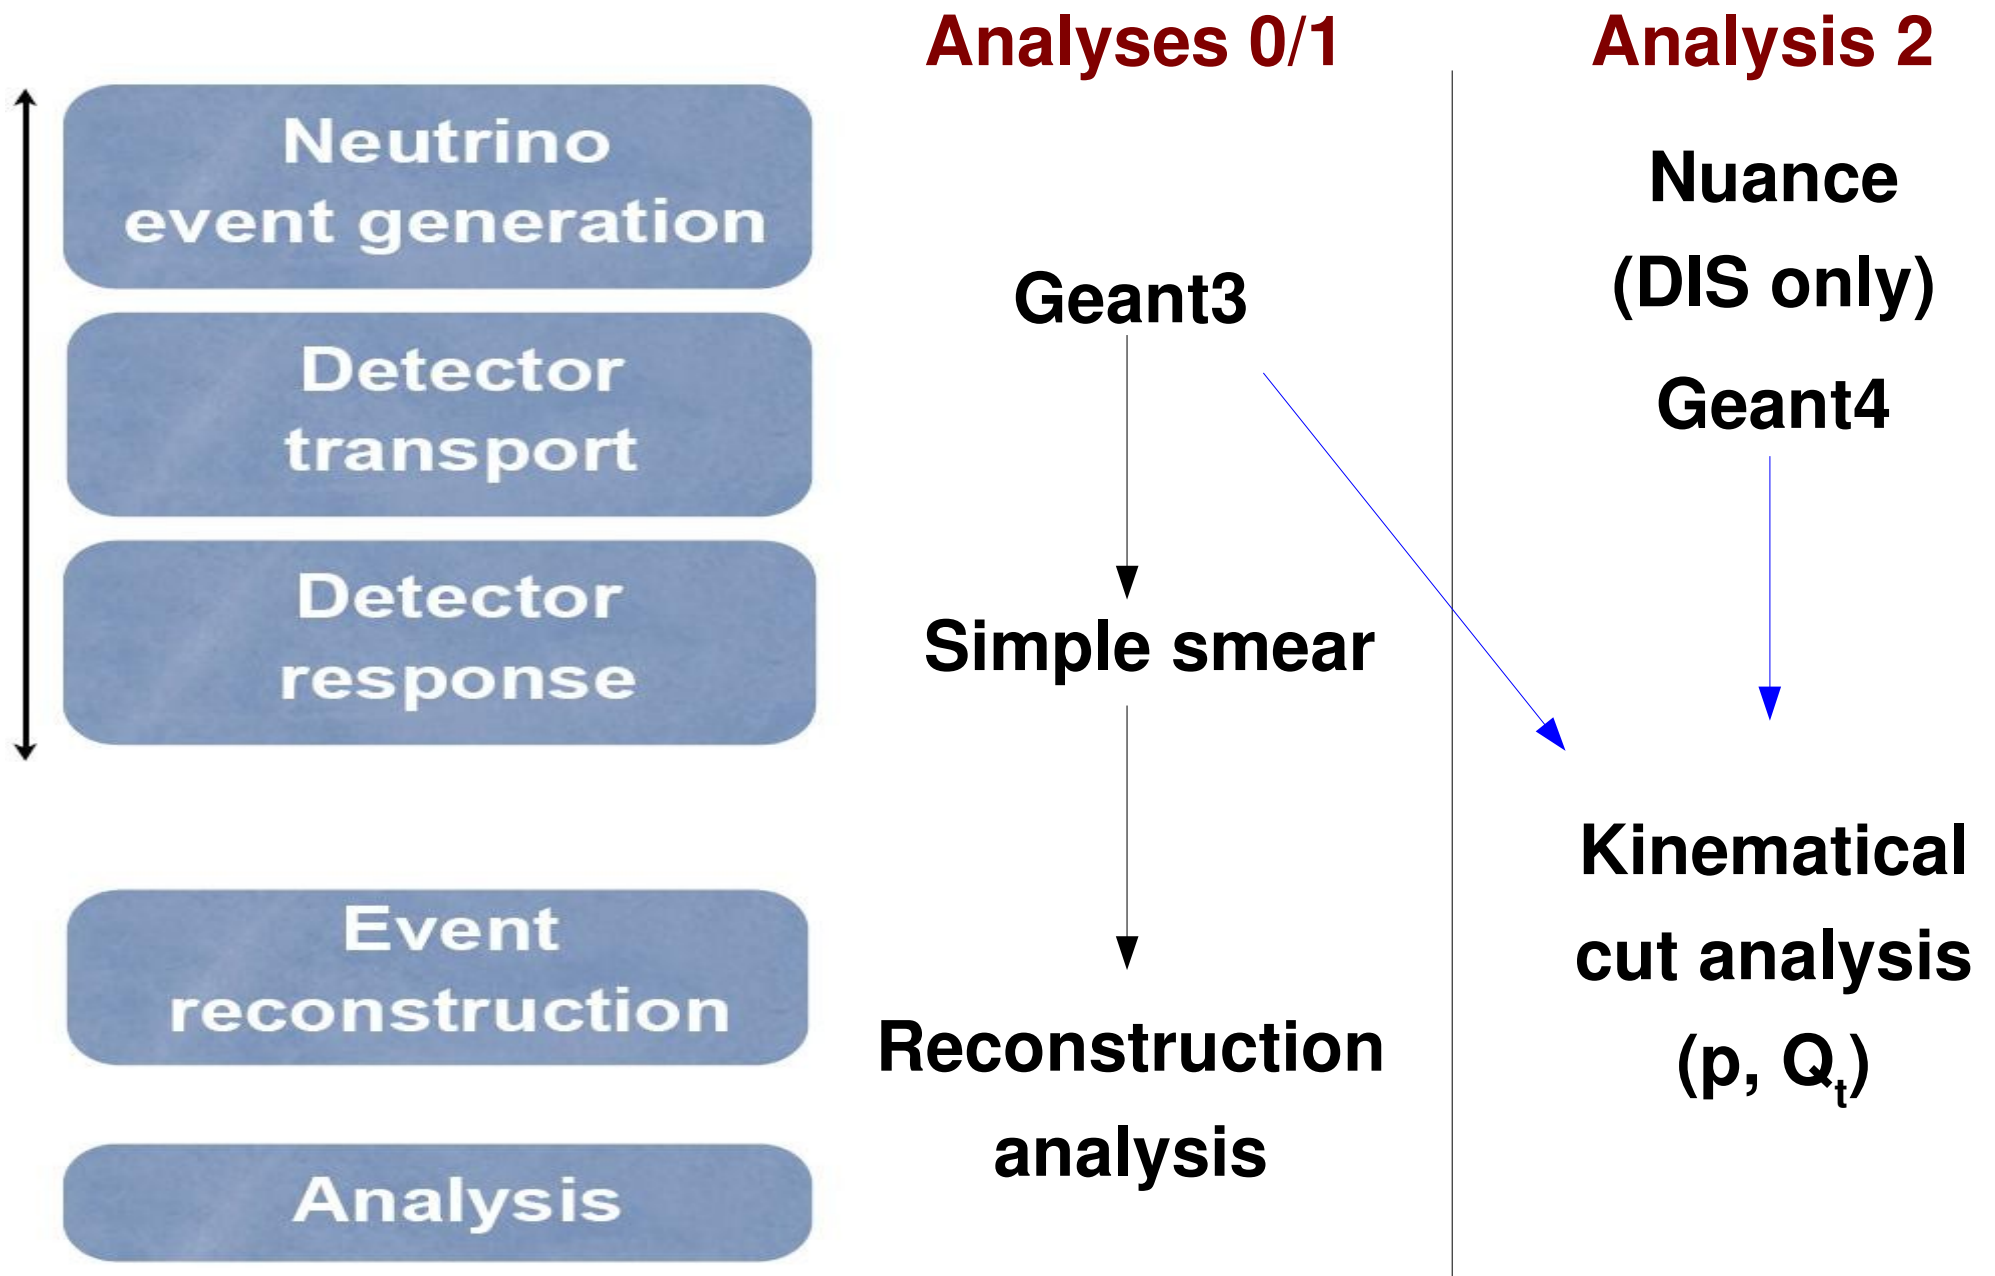 Analyses 0/1
Analysis 2
Neutrino
event generation
Detector
transport
Detector
response
Event
reconstruction
Analysis
Geant3
Simple smear
Reconstruction
analysis
Nuance
(DIS only)
Geant4
Kinematical
cut analysis
(p, Qt)